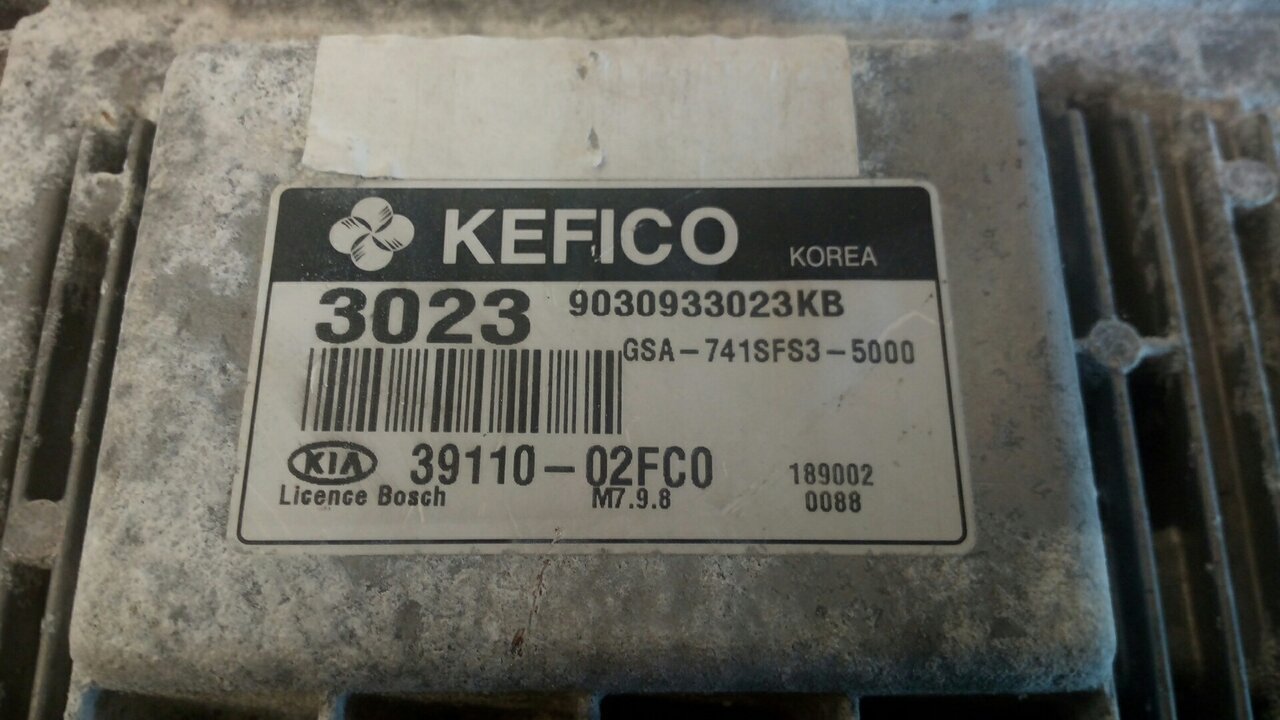 KEFICO KOREA
3023 9030933023KB
GSA-741SFS3-5000
KIA 39110-02FC0 189002
Licence Bosch M7.9.8 0088